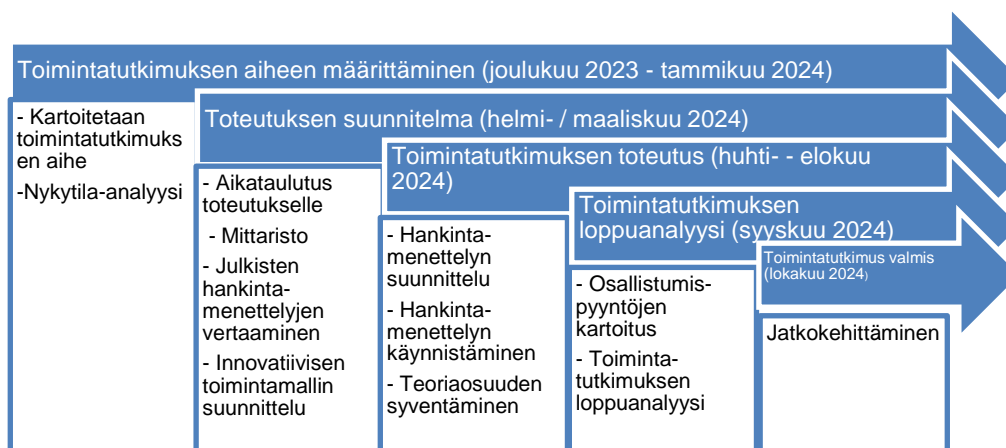 Toimintatutkimuksen aiheen määrittäminen (joulukuu 2023 - tammikuu 2024)
- Kartoitetaan
toimintatutkimuks
en aihe
-Nykytila-analyysi
Toteutuksen suunnitelma (helmi- / maaliskuu 2024)
- Aikataulutus
toteutukselle
- Mittaristo
- Julkisten
hankinta-
menettelyjen
vertaaminen
- Innovatiivisen
toimintamallin
suunnittelu
Toimintatutkimuksen toteutus (huhti- - elokuu
2024)
- Hankinta-
menettelyn
suunnittelu
- Hankinta-
menettelyn
käynnistäminen
- Teoriaosuuden
syventäminen
Toimintatutkimuksen
loppuanalyysi (syyskuu 2024)
- Osallistumis-
pyyntöjen
kartoitus
- Toiminta-
tutkimuksen
loppuanalyysi
Toimintatutkimus valmis
(lokakuu 2024)
Jatkokehittäminen